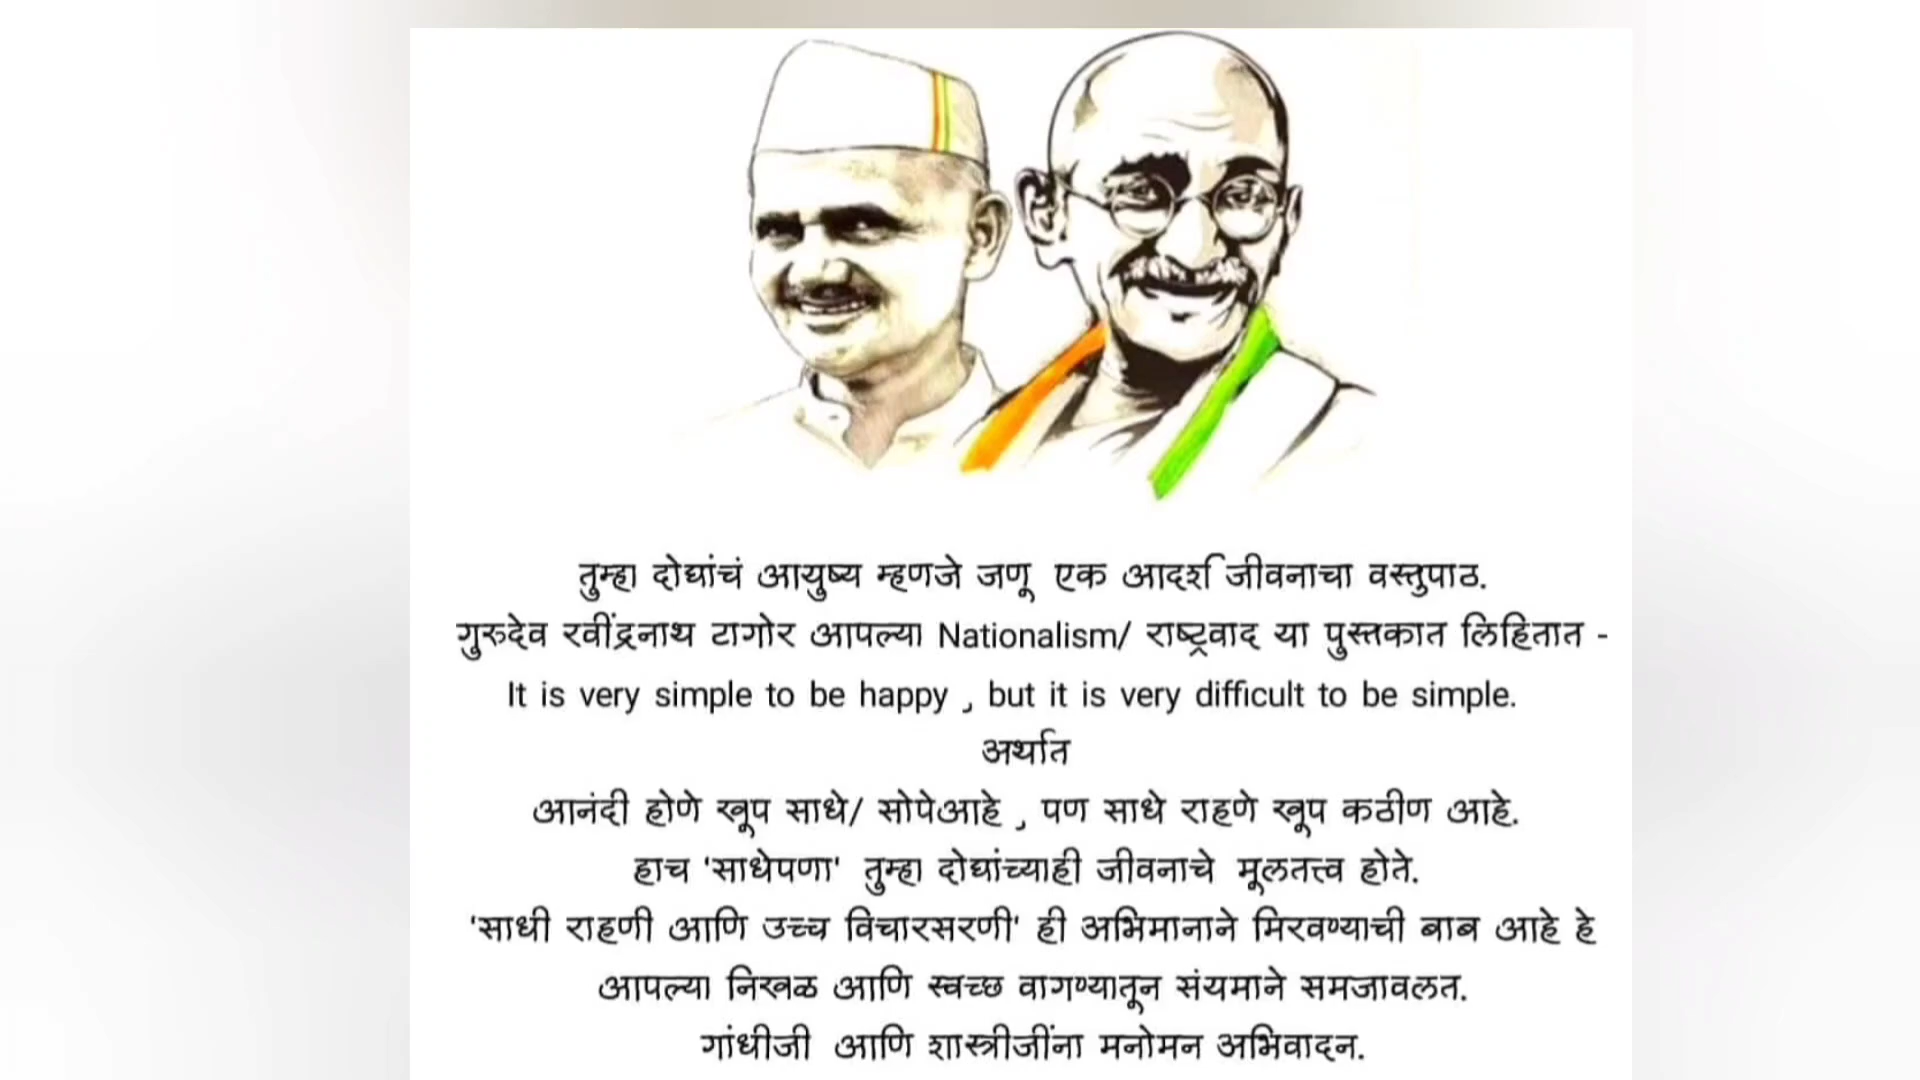 तुम्हा दोघांचं आयुष्य म्हणजे जणू एक आदर्श जीवनाचा वस्तुपाठ.
गुरुदेव रवींद्रनाथ टागोर आपल्या Nationalism/ राष्ट्रवाद या पुस्तकात लिहितात -
It is very simple to be happy , but it is very difficult to be simple.
अर्थात
आनंदी होणे खूप साधे/ सोपेआहे , पण साधे राहणे खूप कठीण आहे.
हाच 'साधेपणा' तुम्हा दोघांच्याही जीवनाचे मूलतत्त्व होते.
'साधी राहणी आणि उच्च विचारसरणी' ही अभिमानाने मिरवण्याची बाब आहे हे
आपल्या निखळ आणि स्वच्छ वागण्यातून संयमाने समजावलत.
गांधीजी आणि शास्त्रीजींना मनोमन अभिवादन.